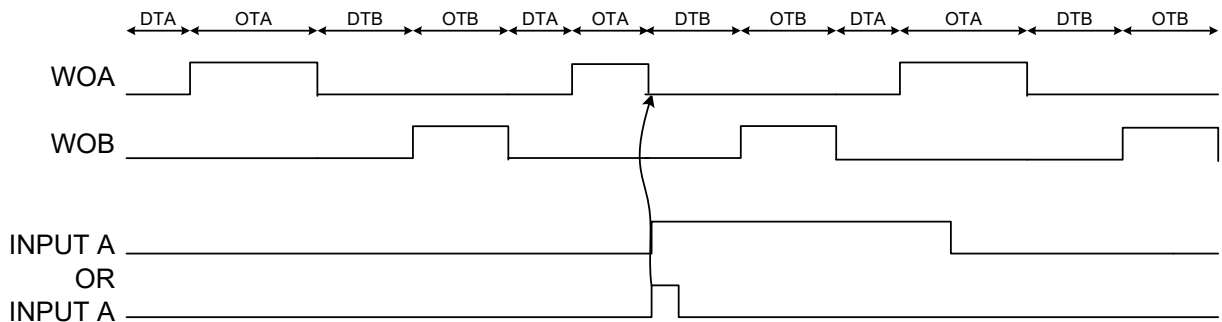 DTA OTA DTB OTB DTA OTA DTB OTB DTA OTA DTB OTB
WOA
WOB
INPUT A
OR
INPUT A